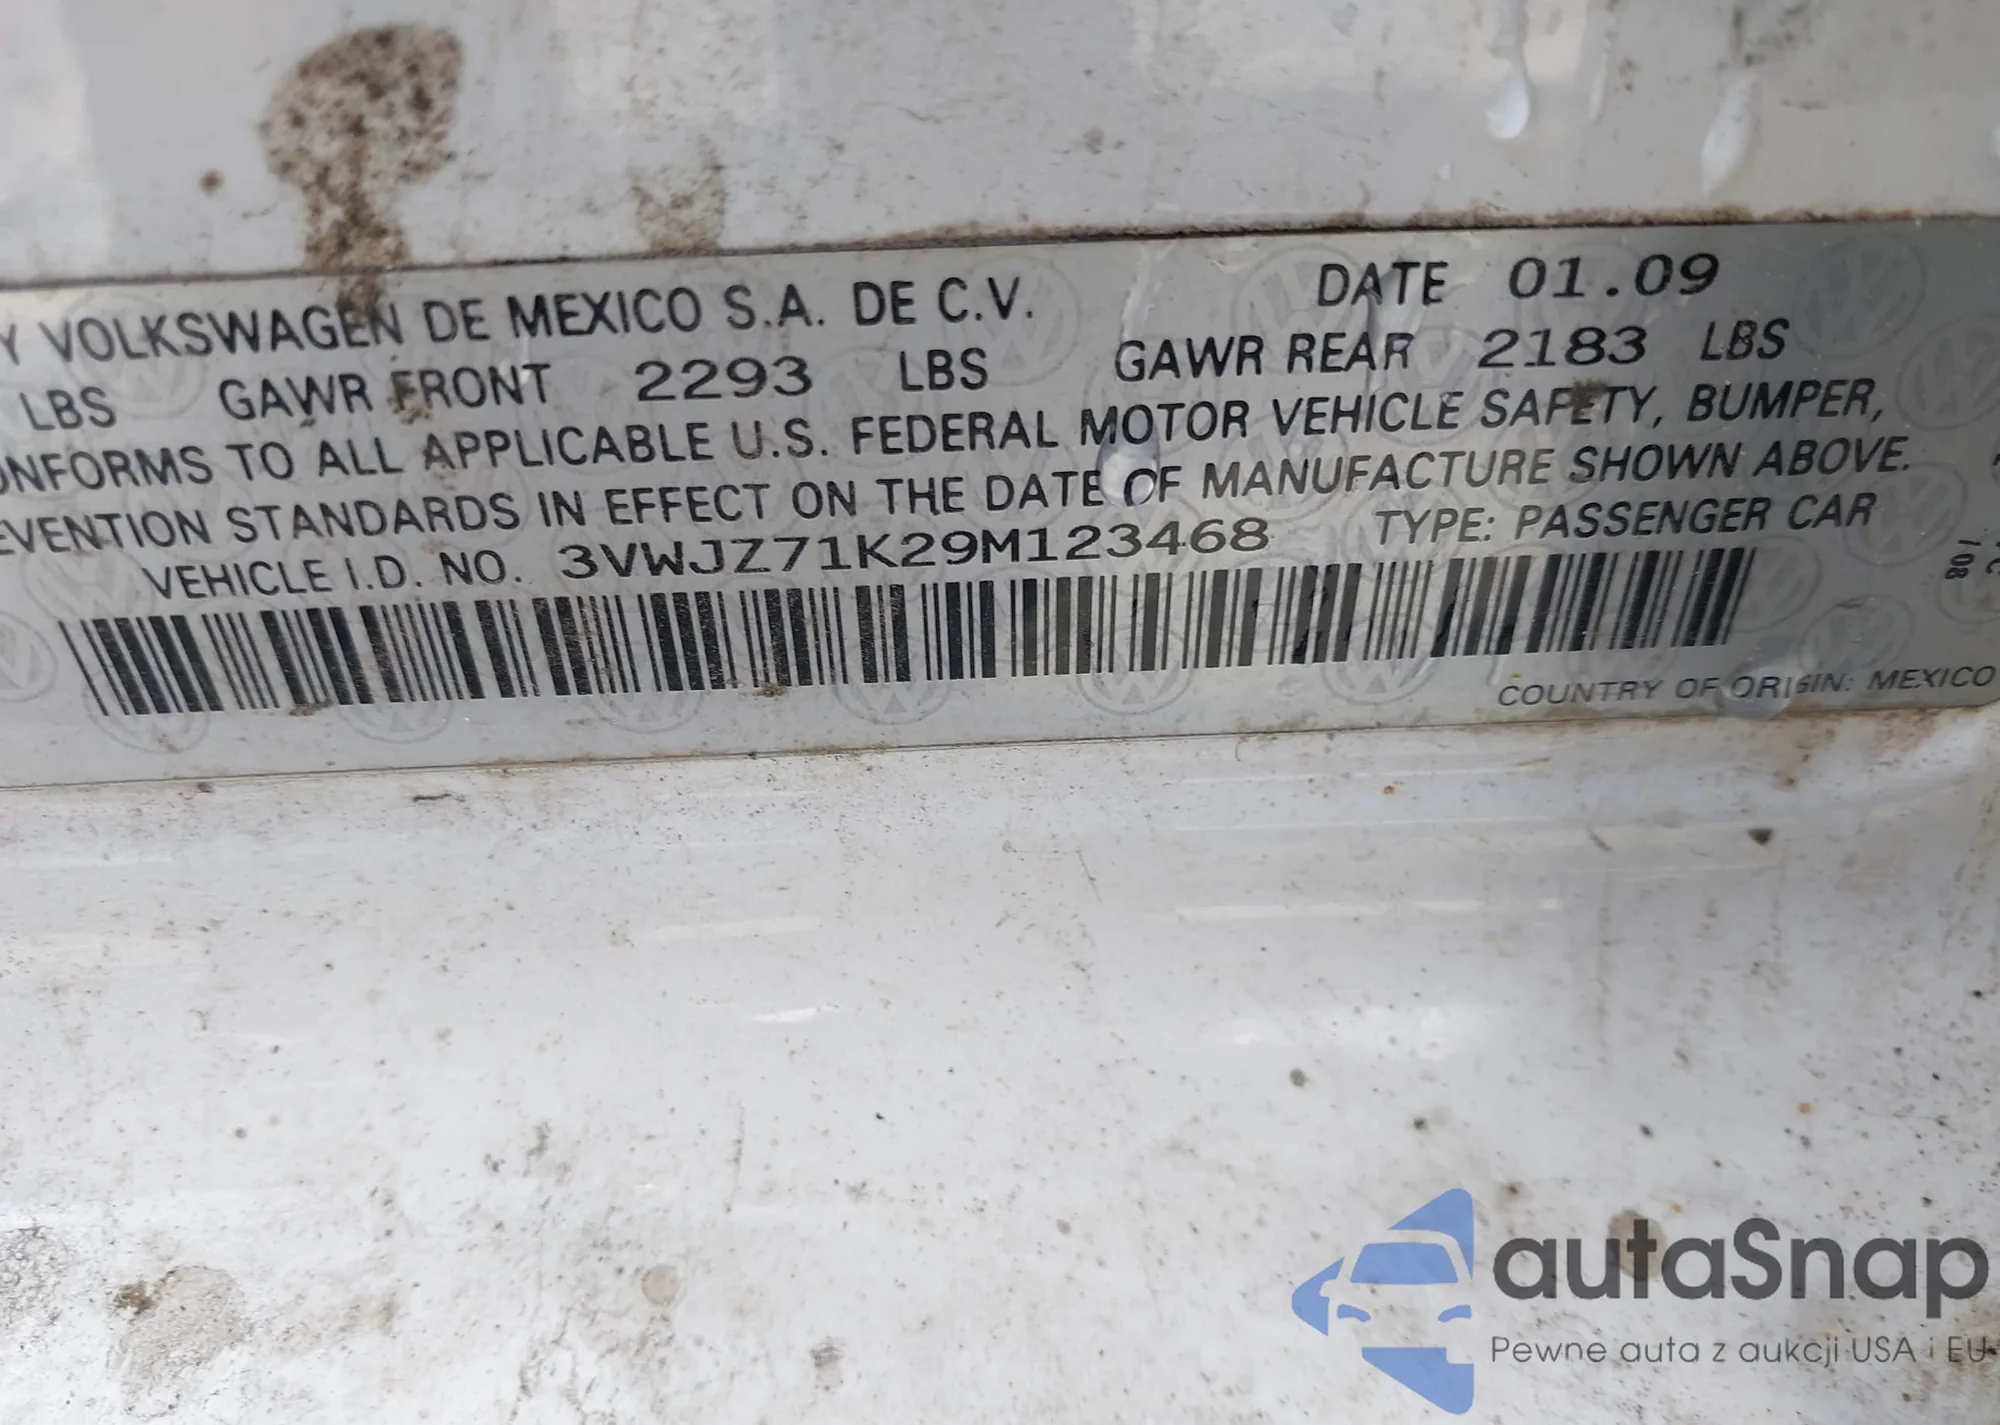 Y VOLKSWAGEN DE MEXICO S.A. DE C.V. DATE 01.09
LBS GAWR FRONT 2293 LBS GAWR REAR 2183 LBS
ONFORMS TO ALL APPLICABLE U.S. FEDERAL MOTOR VEHICLE SAFETY, BUMPER,
EVENTION STANDARDS IN EFFECT ON THE DATE OF MANUFACTURE SHOWN ABOVE.
VEHICLE I.D. NO. 3VWJZ71K29M123468 TYPE: PASSENGER CAR
COUNTRY OF ORIGIN: MEXICO
autaSnap
Pewne auta z aukcji USA i EU